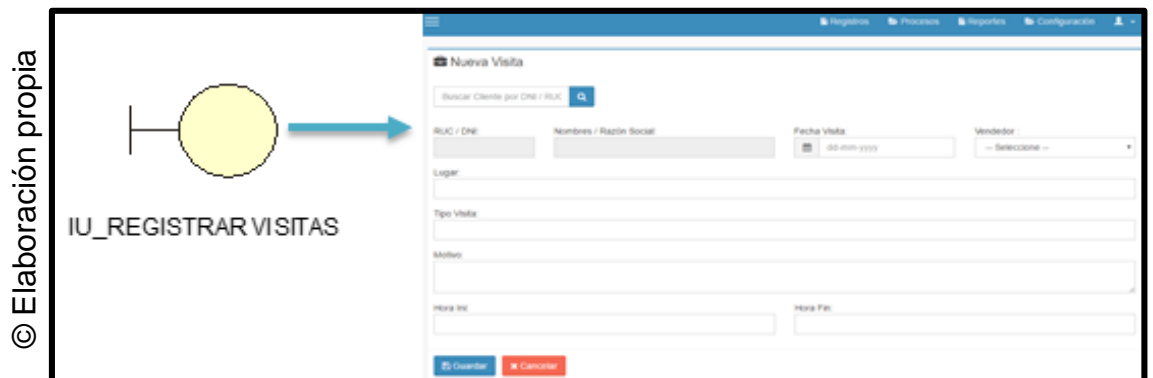 © Elaboración propia
IU_REGISTRAR VISITAS
Registros Procesos Reportes Configuración
Nueva Visita
Buscar Cliente por DNI / RUC
RUC / DNI: Nombres / Razón Social: Fecha Visita: Vendedor :
dd-mm-yyyy -- Seleccione --
Lugar:
Tipo Visita:
Motivo:
Hora Ini: Hora Fin:
Guardar Cancelar